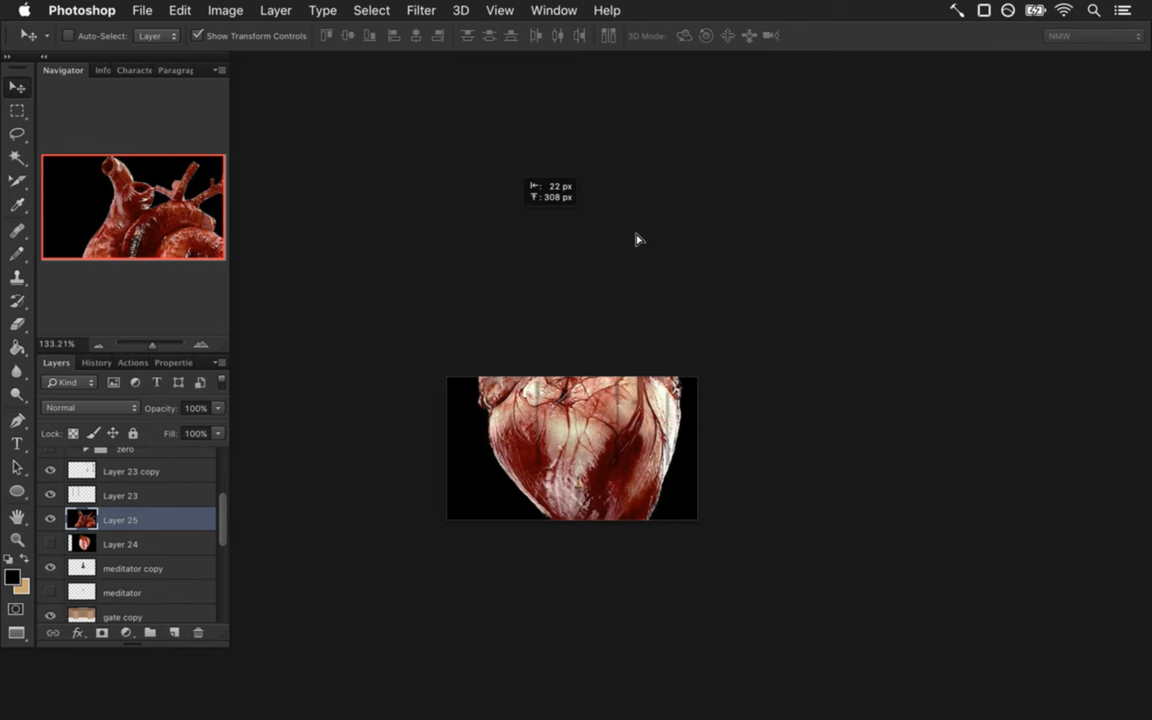 Photoshop File Edit Image Layer Type Select Filter 3D View Window Help
Auto-Select: Layer Show Transform Controls 3D Mode: NMW
Navigator Info Characte Paragrap
22 px
308 px
133.21%
Layers History Actions Propertie
Kind
Normal Opacity: 100%
Lock: Fill: 100%
zero
Layer 23 copy
Layer 23
Layer 25
Layer 24
meditator copy
meditator
gate copy